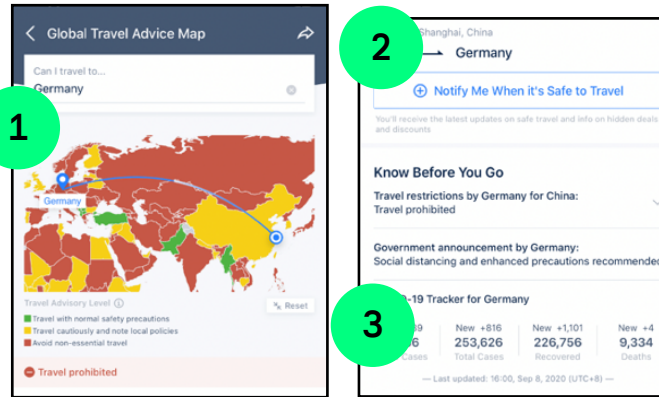 Global Travel Advice Map
Can I travel to...
Germany
1
Germany
Travel Advisory Level
Reset
Travel with normal safety precautions
Travel cautiously and note local policies
Avoid non-essential travel
Travel prohibited
2
Shanghai, China
Germany
Notify Me When it's Safe to Travel
You'll receive the latest updates on safe travel and info on hidden deals
and discounts
Know Before You Go
Travel restrictions by Germany for China:
Travel prohibited
Government announcement by Germany:
Social distancing and enhanced precautions recommended
-19 Tracker for Germany
3
New +816 New +1,101 New +4
253,626 226,756 9,334
Cases Total Cases Recovered Deaths
— Last updated: 16:00, Sep 8, 2020 (UTC+8) —